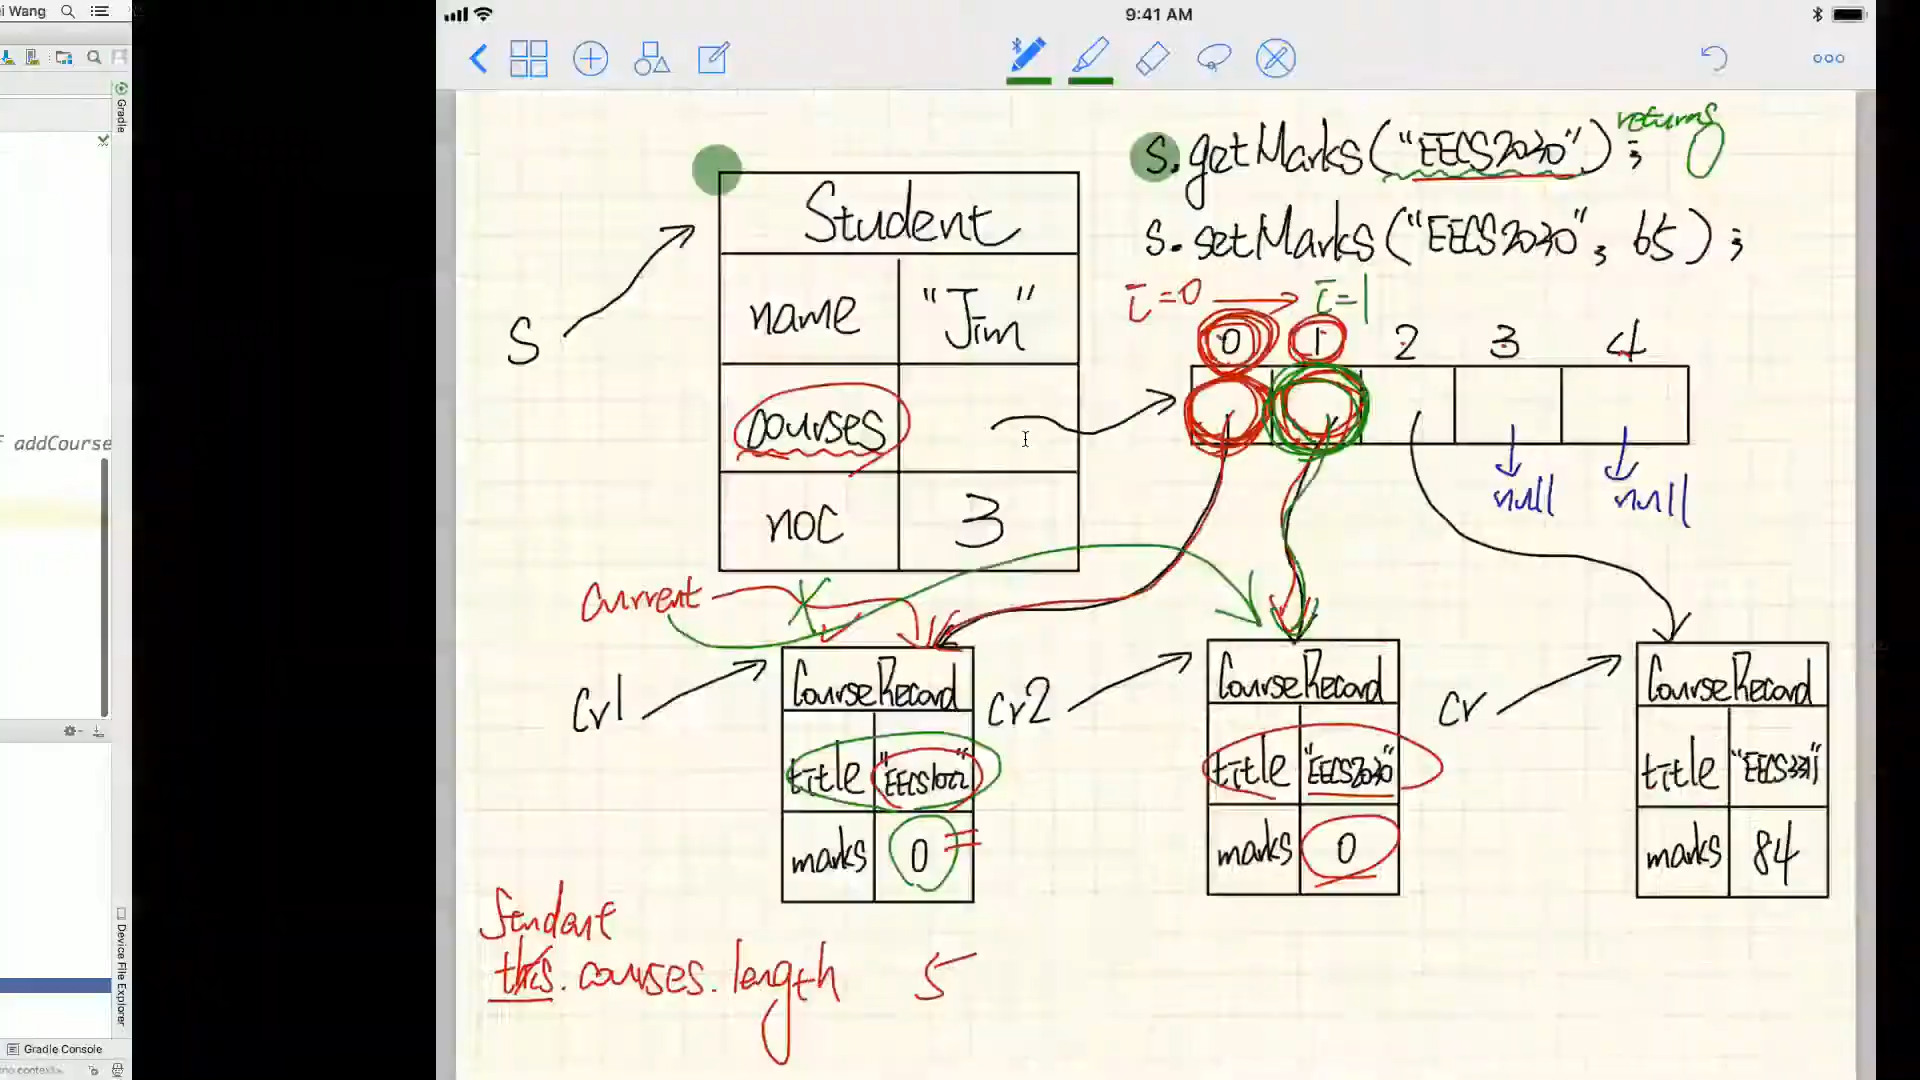 i Wang
9:41 AM
Gradle
f addCourse
Device File Explorer
Gradle Console
no context>
returns
s.getMarks("EECS2030"); 0
s.setMarks("EECS2030", 65);
i=0 i=1
0 1 2 3 4
null null
S
Student
name "Jim"
courses
noc 3
current
Cr1
CourseRecord
title "EECS1022"
marks 0
Cr2
CourseRecord
title "EECS2030"
marks 0
Cr
CourseRecord
title
marks 84
Student
this.courses.length 5